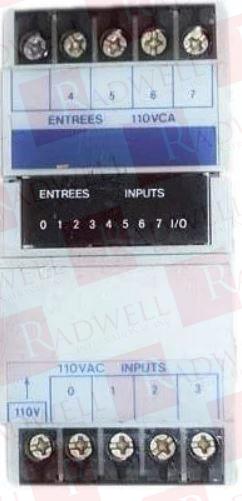 4 5 6 7
ENTREES 110VCA
ENTREES INPUTS
0 1 2 3 4 5 6 7 I/O
110VAC INPUTS
0 1 2 3
110V
RADWELL